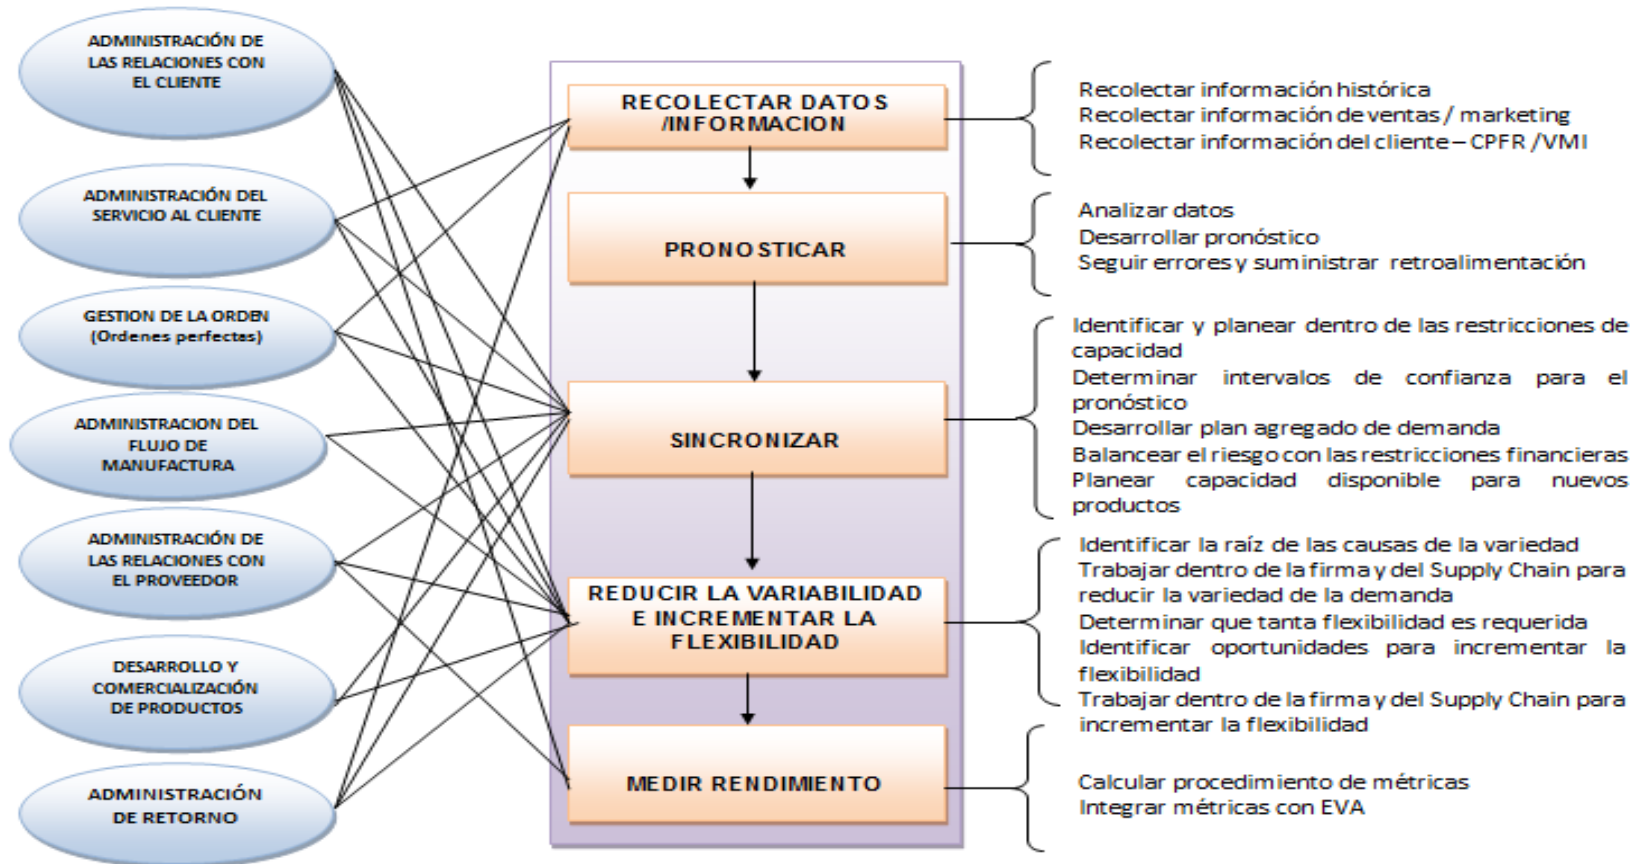 ADMINISTRACIÓN DE
LAS RELACIONES CON
EL CLIENTE
ADMINISTRACIÓN DEL
SERVICIO AL CLIENTE
GESTION DE LA ORDEN
(Ordenes perfectas)
ADMINISTRACION DEL
FLUJO DE
MANUFACTURA
ADMINISTRACIÓN DE
LAS RELACIONES CON
EL PROVEEDOR
DESARROLLO Y
COMERCIALIZACIÓN
DE PRODUCTOS
ADMINISTRACIÓN
DE RETORNO
RECOLECTAR DATOS
/INFORMACION
PRONOSTICAR
SINCRONIZAR
REDUCIR LA VARIABILIDAD
E INCREMENTAR LA
FLEXIBILIDAD
MEDIR RENDIMIENTO
Recolectar información histórica
Recolectar información de ventas / marketing
Recolectar información del cliente – CPFR /VMI
Analizar datos
Desarrollar pronóstico
Seguir errores y suministrar retroalimentación
Identificar y planear dentro de las restricciones de
capacidad
Determinar intervalos de confianza para el
pronóstico
Desarrollar plan agregado de demanda
Balancear el riesgo con las restricciones financieras
Planear capacidad disponible para nuevos
productos
Identificar la raíz de las causas de la variedad
Trabajar dentro de la firma y del Supply Chain para
reducir la variedad de la demanda
Determinar que tanta flexibilidad es requerida
Identificar oportunidades para incrementar la
flexibilidad
Trabajar dentro de la firma y del Supply Chain para
incrementar la flexibilidad
Calcular procedimiento de métricas
Integrar métricas con EVA